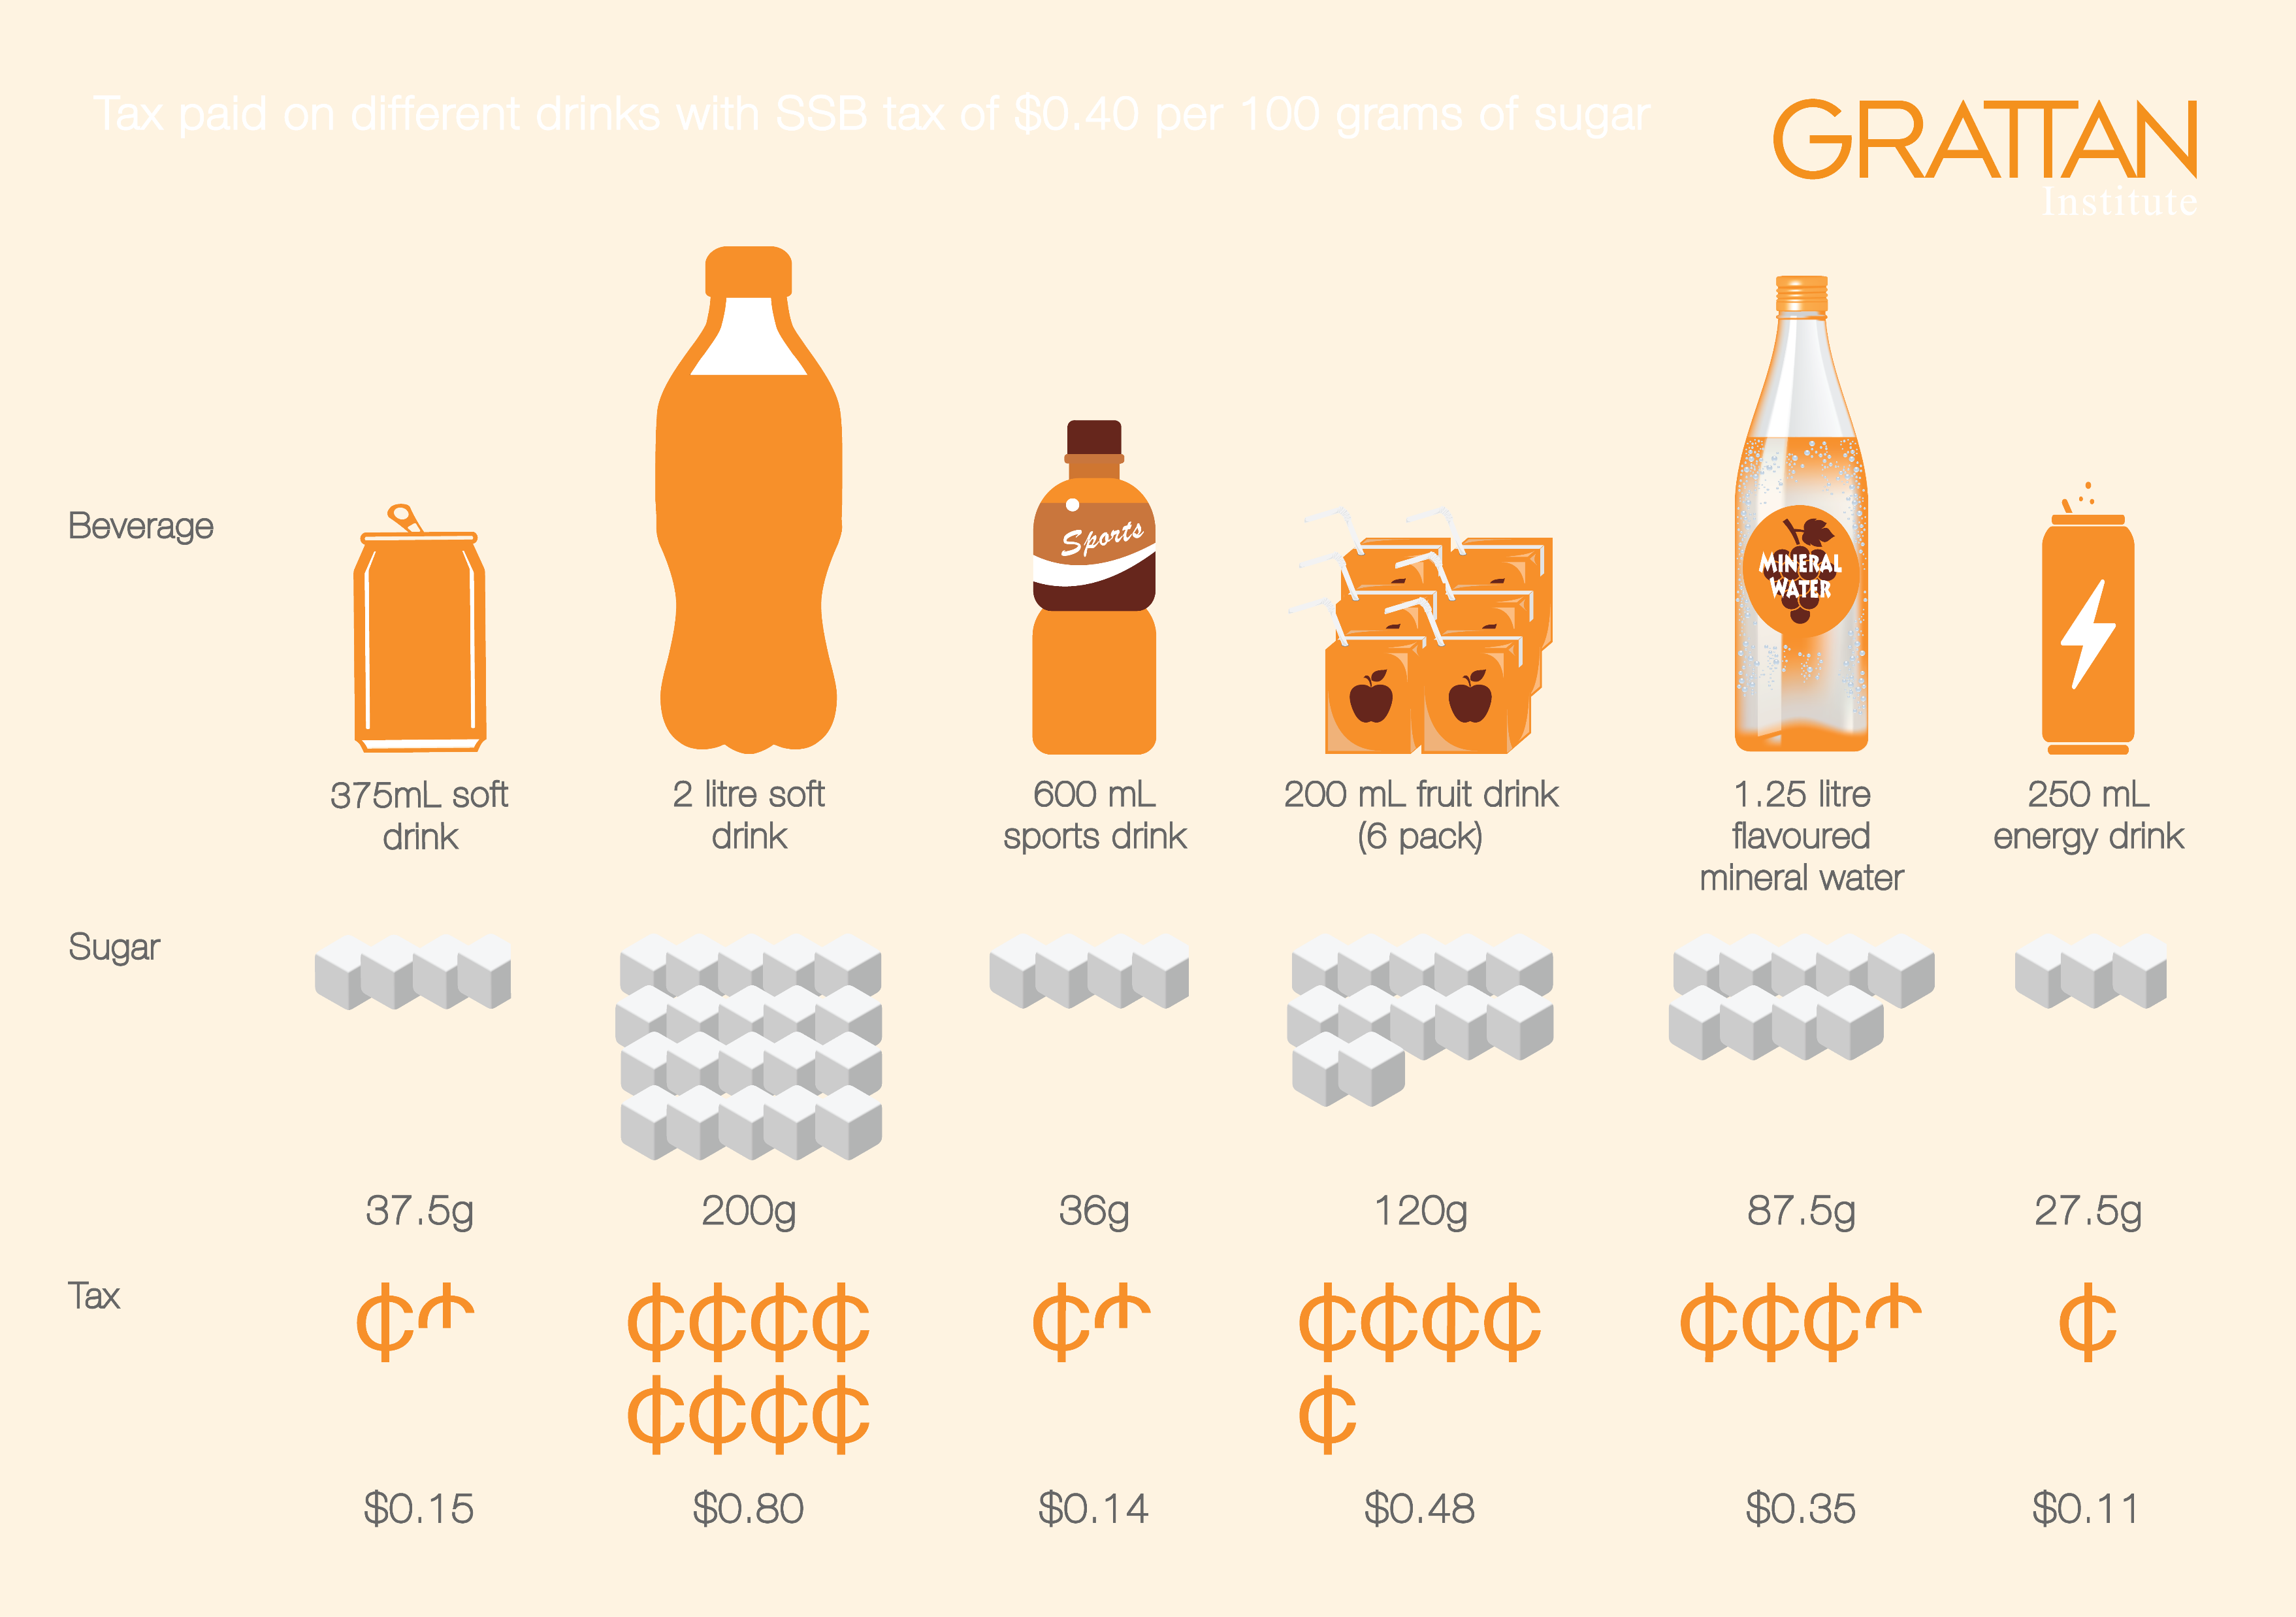 Tax paid on different drinks with SSB tax of $0.40 per 100 grams of sugar
GRATTAN
Institute
Beverage
Sports
MINERAL
WATER
375mL soft
drink
2 litre soft
drink
600 mL
sports drink
200 mL fruit drink
(6 pack)
1.25 litre
flavoured
mineral water
250 mL
energy drink
Sugar
37.5g
200g
36g
120g
87.5g
27.5g
Tax
¢¢
¢¢¢¢
¢¢¢¢
¢¢
¢¢¢¢
¢
¢¢¢¢
¢
$0.15
$0.80
$0.14
$0.48
$0.35
$0.11